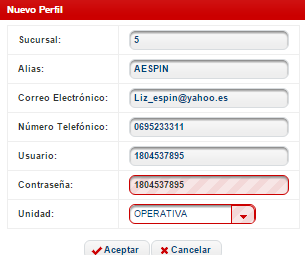 Nuevo Perfil
Sucursal: 5
Alias: AESPIN
Correo Electrónico: Liz_espin@yahoo.es
Número Telefónico: 0695233311
Usuario: 1804537895
Contraseña: 1804537895
Unidad: OPERATIVA
Aceptar Cancelar